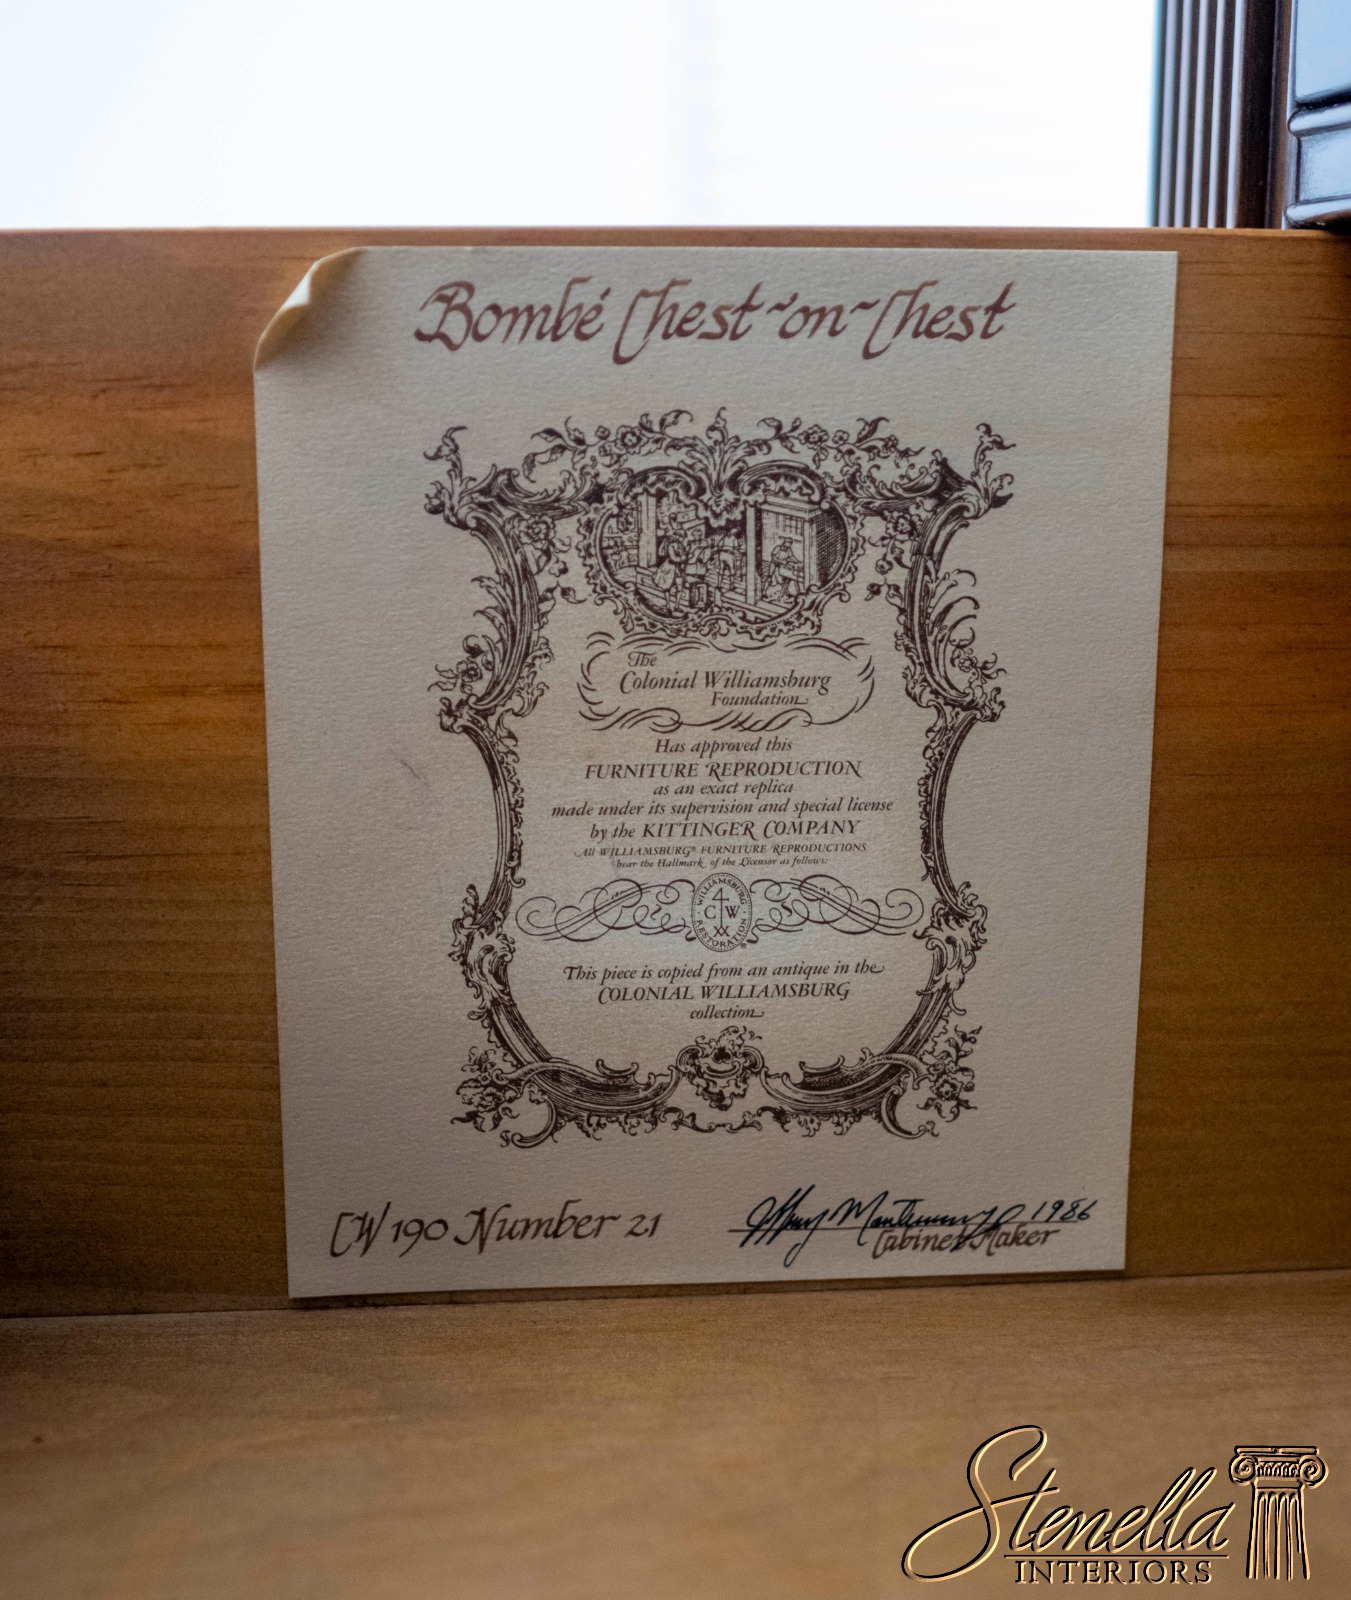 Bombé Chest-on-Chest
The
Colonial Williamsburg
Foundation
Has approved this
FURNITURE REPRODUCTION
as an exact replica
made under its supervision and special license
by the KITTINGER COMPANY
All WILLIAMSBURG® FURNITURE REPRODUCTIONS
bear the Hallmark of the Licensor as follows:
WILLIAMSBURG
CW
RESTORATION
This piece is copied from an antique in the
COLONIAL WILLIAMSBURG
collection
CW 190 Number 21
1986
Cabinet Maker
Stenella
INTERIORS